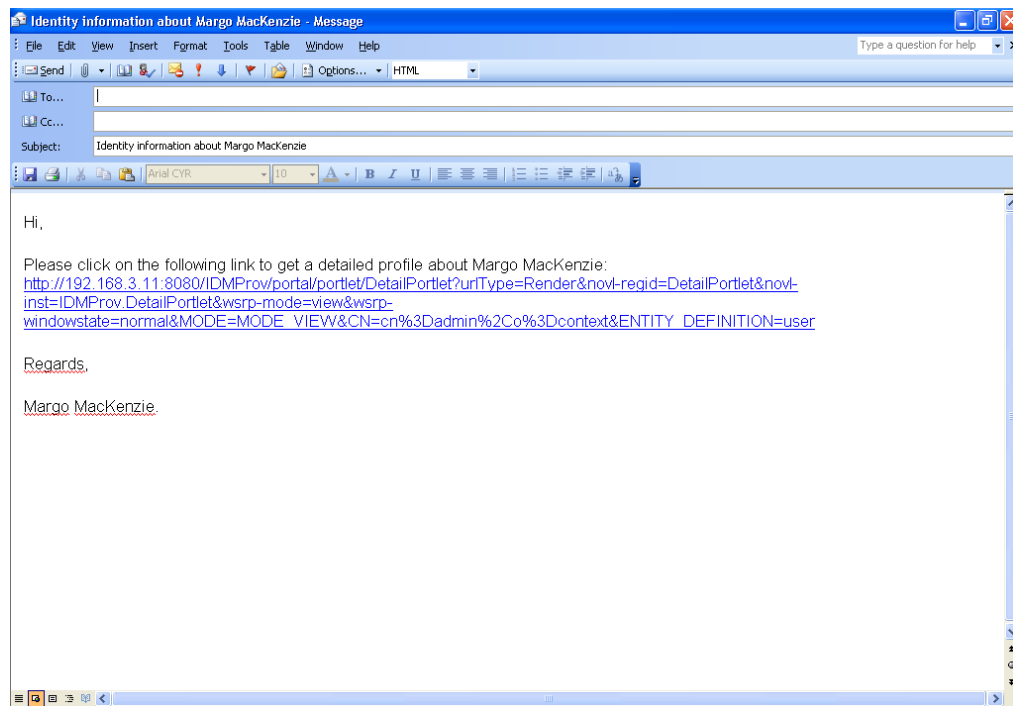 Identity information about Margo MacKenzie - Message
File Edit View Insert Format Tools Table Window Help Type a question for help
Send Options... HTML
To...
Cc...
Subject: Identity information about Margo MacKenzie
Arial CYR 10 A B I U
Hi,
Please click on the following link to get a detailed profile about Margo MacKenzie:
http://192.168.3.11:8080/IDMProv/portal/portlet/DetailPortlet?urlType=Render&novl-regid=DetailPortlet&novl-
inst=IDMProv.DetailPortlet&wsrp-mode=view&wsrp-
windowstate=normal&MODE=MODE_VIEW&CN=cn%3Dadmin%2Co%3Dcontext&ENTITY_DEFINITION=user
Regards,
Margo MacKenzie.